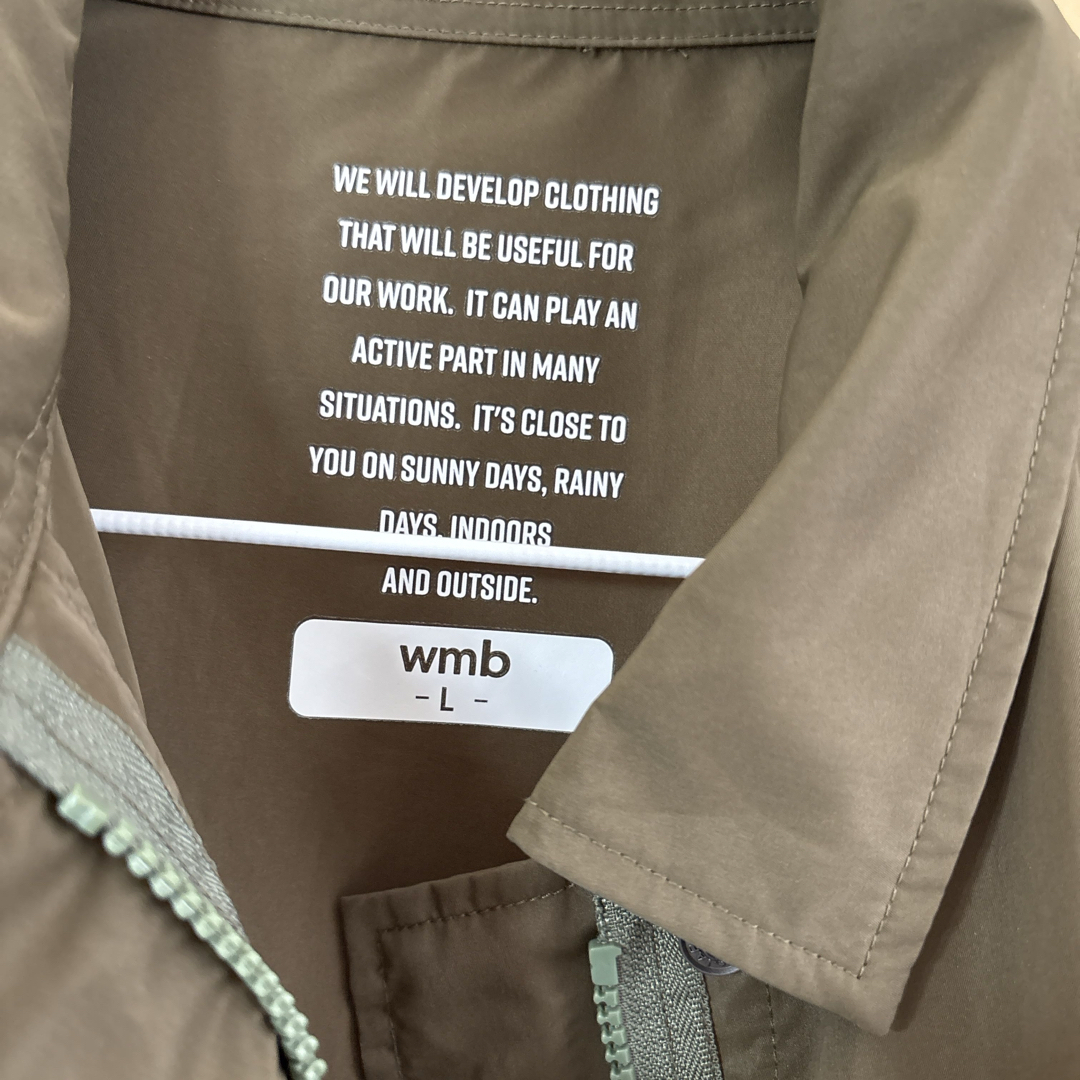 WE WILL DEVELOP CLOTHING
THAT WILL BE USEFUL FOR
OUR WORK. IT CAN PLAY AN
ACTIVE PART IN MANY
SITUATIONS. IT'S CLOSE TO
YOU ON SUNNY DAYS, RAINY
DAYS, INDOORS
AND OUTSIDE.
wmb
- L -